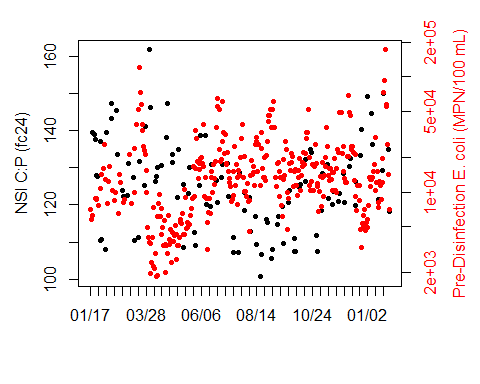 NSI C:P (fc24)
160
140
120
100
2e+05
5e+04
1e+04
2e+03
Pre-Disinfection E. coli (MPN/100 mL)
01/17 03/28 06/06 08/14 10/24 01/02